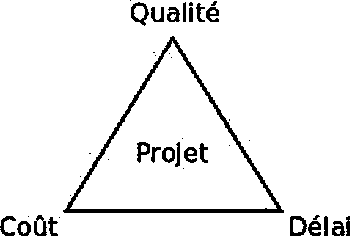 Qualité
Projet
Coût
Délai